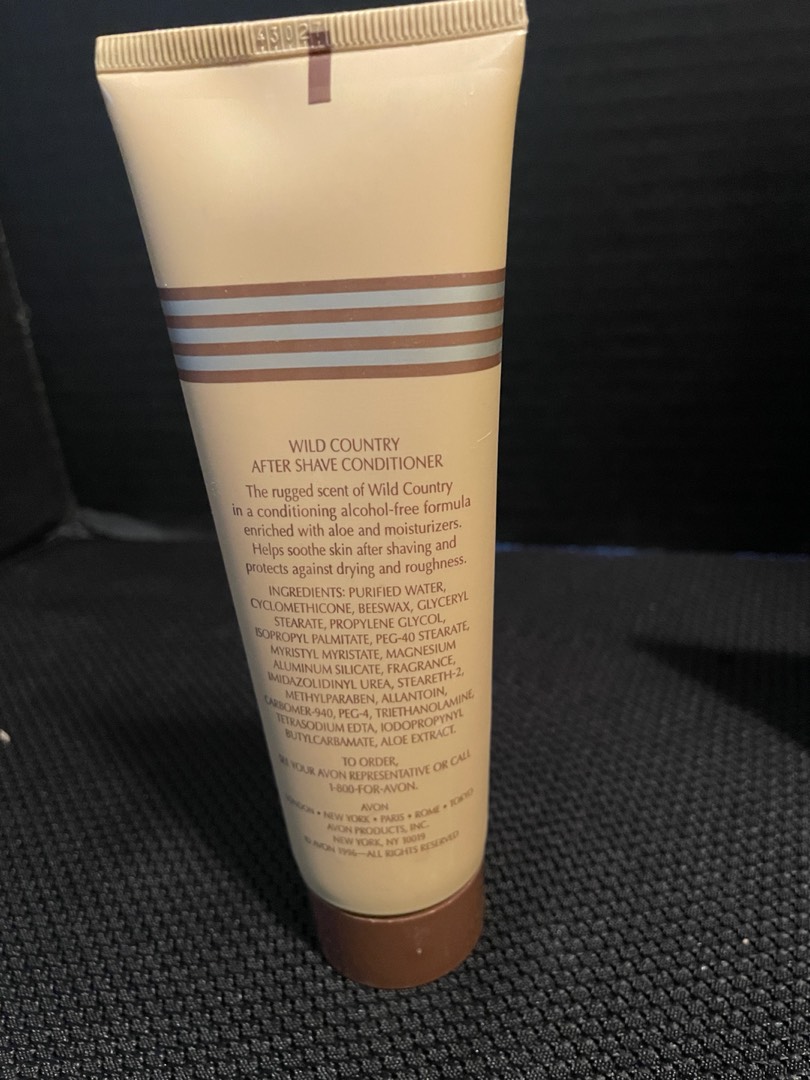 WILD COUNTRY
AFTER SHAVE CONDITIONER
The rugged scent of Wild Country
in a conditioning alcohol-free formula
enriched with aloe and moisturizers.
Helps soothe skin after shaving and
protects against drying and roughness.
INGREDIENTS: PURIFIED WATER,
CYCLOMETHICONE, BEESWAX, GLYCERYL
STEARATE, PROPYLENE GLYCOL,
ISOPROPYL PALMITATE, PEG-40 STEARATE,
MYRISTYL MYRISTATE, MAGNESIUM
ALUMINUM SILICATE, FRAGRANCE,
IMIDAZOLIDINYL UREA, STEARETH-2,
METHYLPARABEN, ALLANTOIN,
CARBOMER-940, PEG-4, TRIETHANOLAMINE,
TETRASODIUM EDTA, IODOPROPYNYL
BUTYLCARBAMATE, ALOE EXTRACT.
TO ORDER,
YOUR AVON REPRESENTATIVE OR CALL
1-800-FOR-AVON.
AVON
LONDON • NEW YORK • PARIS • ROME • TOKYO
AVON PRODUCTS, INC.
NEW YORK, NY 10019
© AVON 1996—ALL RIGHTS RESERVED